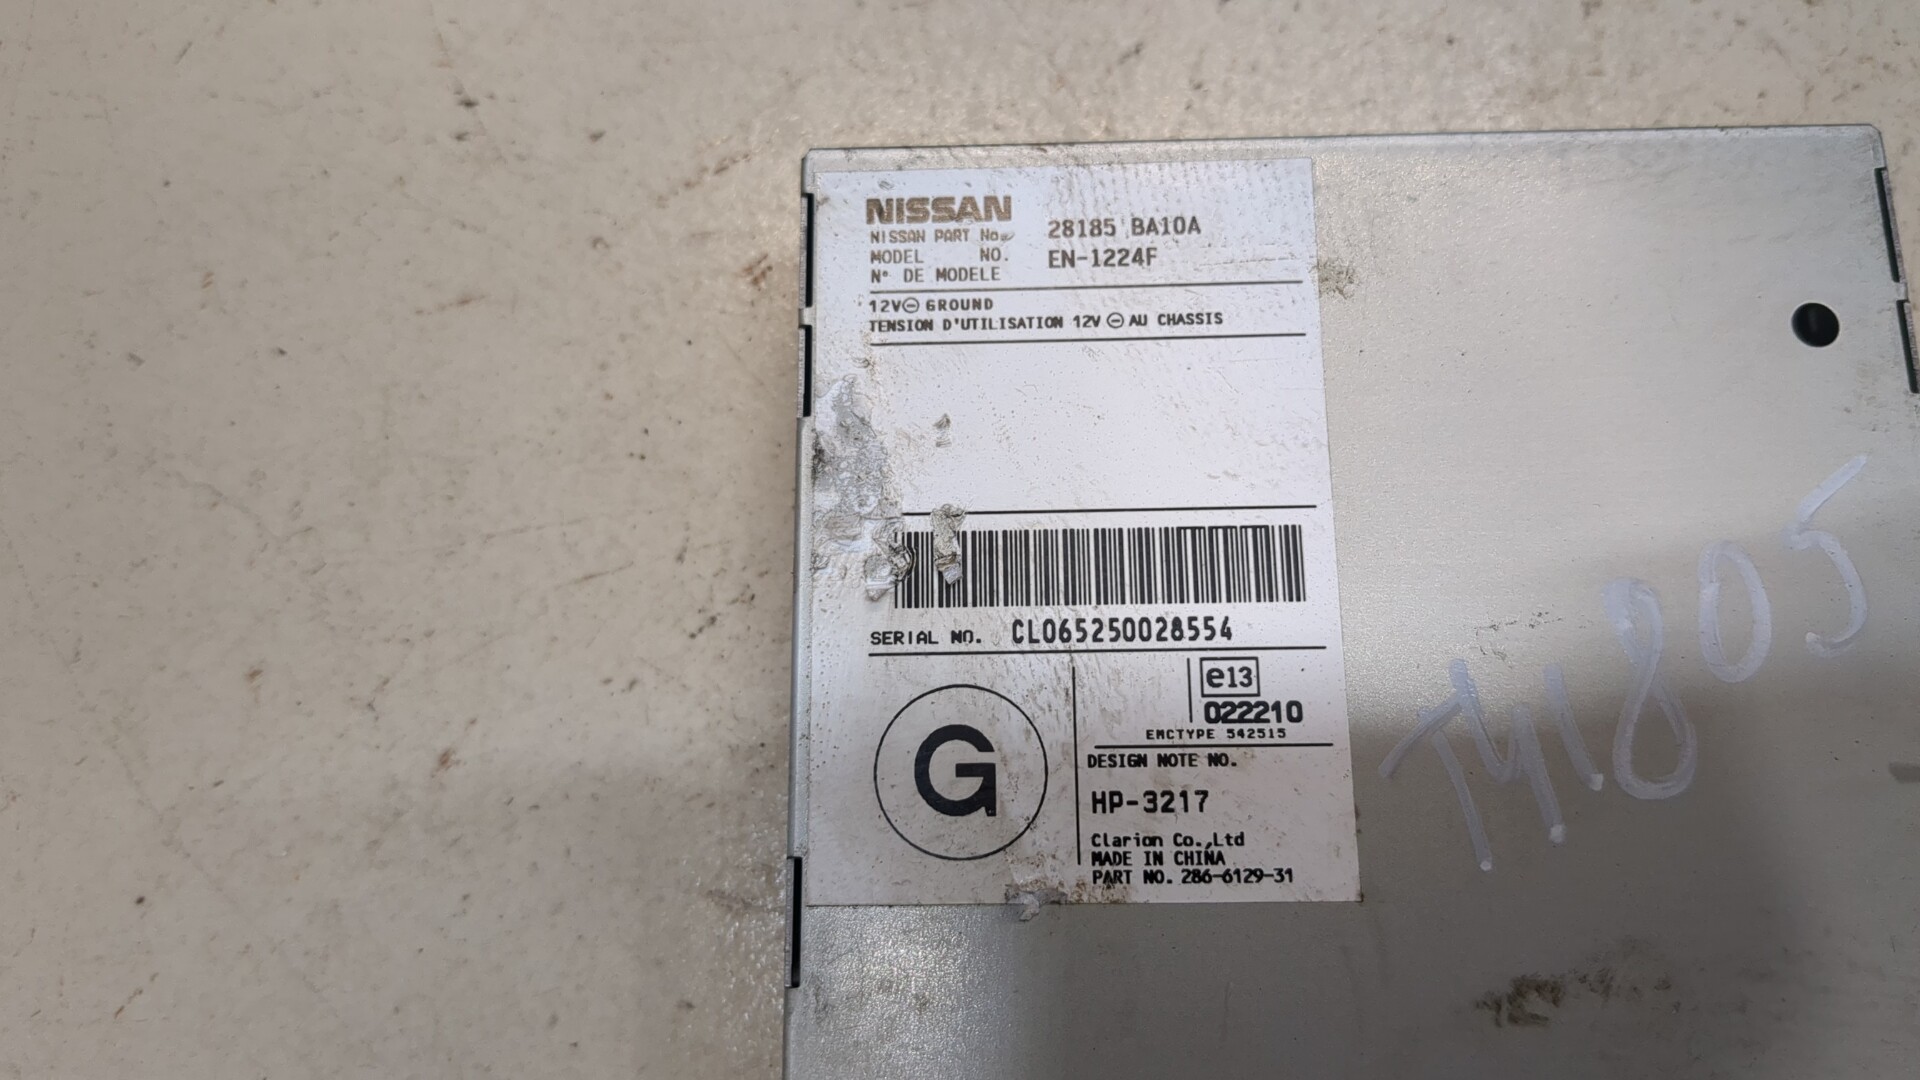 NISSAN
NISSAN PART No. 28185 BA10A
MODEL NO. EN-1224F
N° DE MODELE
12V⊖ GROUND
TENSION D'UTILISATION 12V ⊖ AU CHASSIS
SERIAL NO. CL065250028554
e13
022210
EMCTYPE 542515
G
DESIGN NOTE NO.
HP-3217
Clarion Co.,Ltd
MADE IN CHINA
PART NO. 286-6129-31